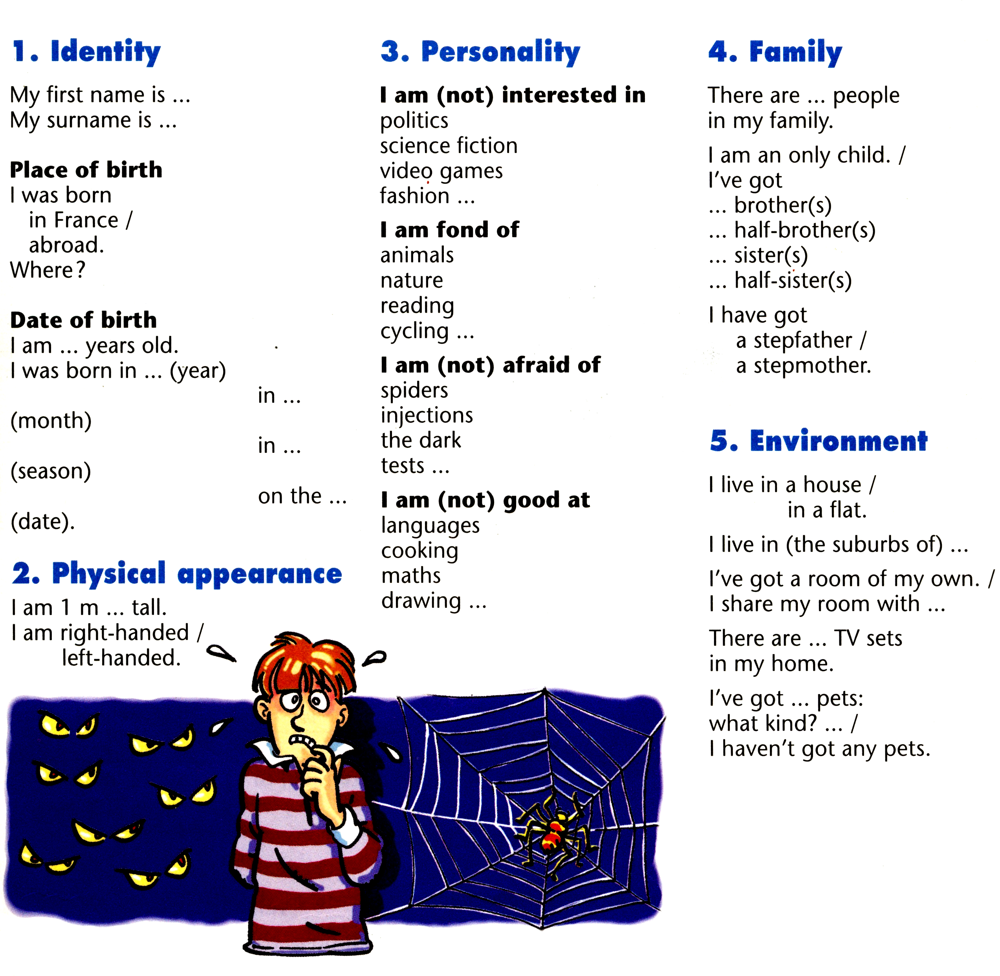 1. Identity
My first name is ...
My surname is ...
Place of birth
I was born
in France /
abroad.
Where?
Date of birth
I am ... years old.
I was born in ... (year)
in ...
(month)
in ...
(season)
on the ...
(date).
2. Physical appearance
I am 1 m ... tall.
I am right-handed /
left-handed.
3. Personality
I am (not) interested in
politics
science fiction
video games
fashion ...
I am fond of
animals
nature
reading
cycling ...
I am (not) afraid of
spiders
injections
the dark
tests ...
I am (not) good at
languages
cooking
maths
drawing ...
4. Family
There are ... people
in my family.
I am an only child. /
I've got
... brother(s)
... half-brother(s)
... sister(s)
... half-sister(s)
I have got
a stepfather /
a stepmother.
5. Environment
I live in a house /
in a flat.
I live in (the suburbs of) ...
I've got a room of my own. /
I share my room with ...
There are ... TV sets
in my home.
I've got ... pets:
what kind? ... /
I haven't got any pets.